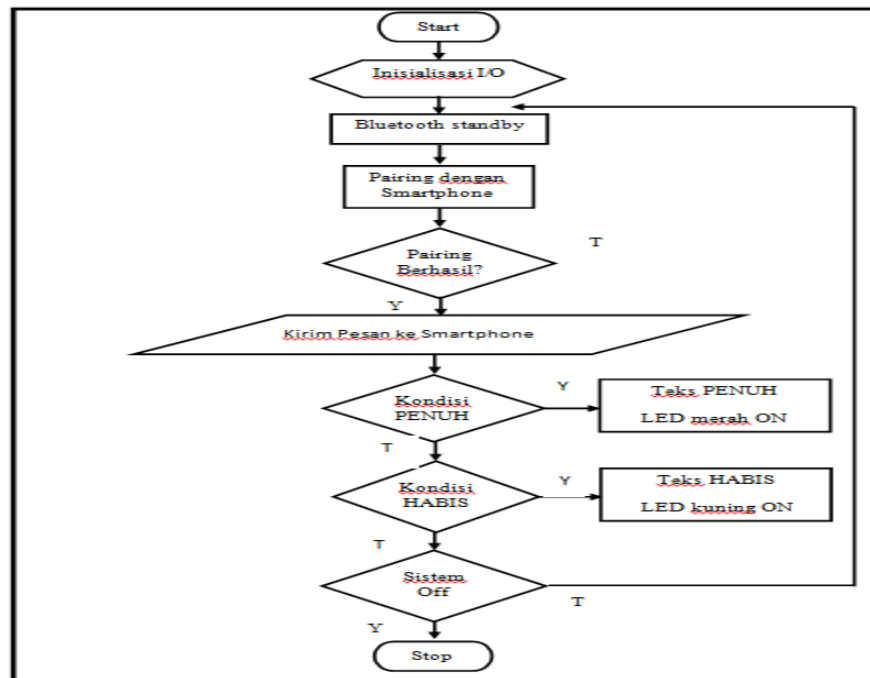 Start
Inisialisasi I/O
Bluetooth standby
Pairing dengan
Smartphone
Pairing
Berhasil?
T
Y
Kirim Pesan ke Smartphone
Kondisi
PENUH
Y
Teks PENUH
LED merah ON
T
Kondisi
HABIS
Y
Teks HABIS
LED kuning ON
T
Sistem
Off
T
Y
Stop